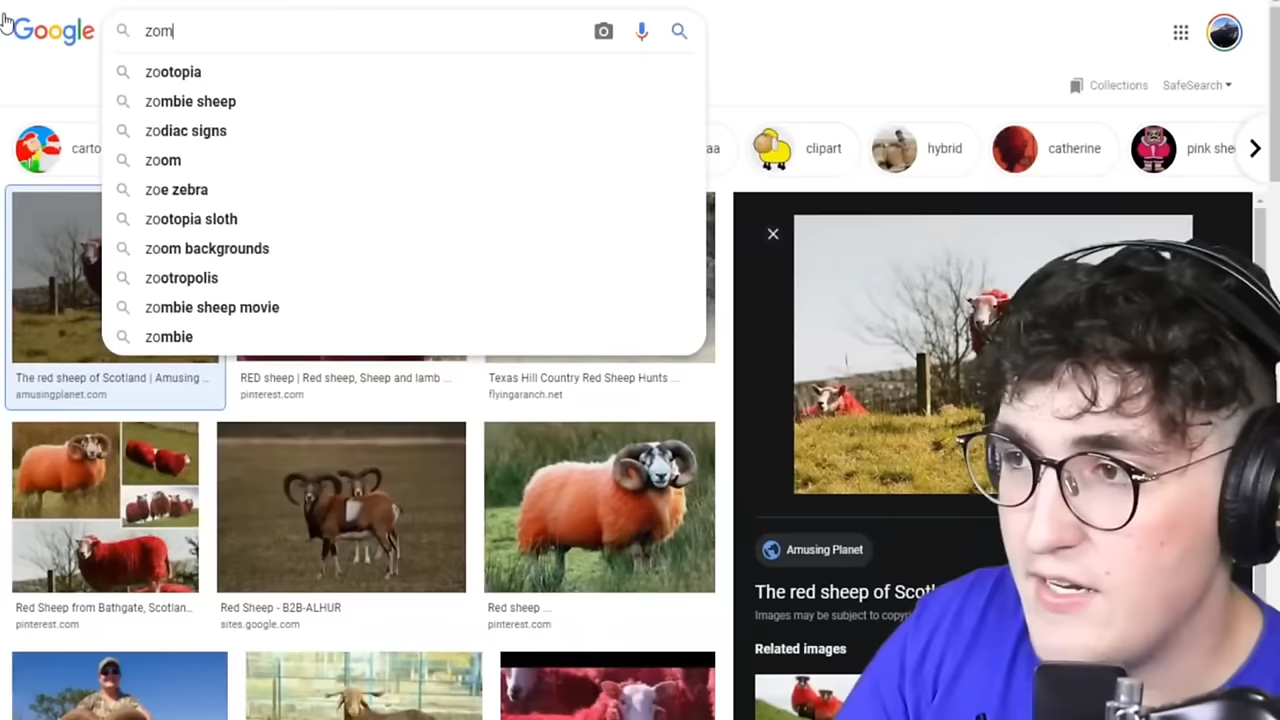 Google
zom
zootopia
zombie sheep
zodiac signs
zoom
zoe zebra
zootopia sloth
zoom backgrounds
zootropolis
zombie sheep movie
zombie
Collections
SafeSearch
carto
aa
clipart
hybrid
catherine
pink she
The red sheep of Scotland | Amusing ...
amusingplanet.com
RED sheep | Red sheep, Sheep and lamb ...
pinterest.com
Texas Hill Country Red Sheep Hunts ...
flyingaranch.net
Red Sheep from Bathgate, Scotlan...
pinterest.com
Red Sheep - B2B-ALHUR
sites.google.com
Red sheep ...
pinterest.com
Amusing Planet
The red sheep of Scotl
Images may be subject to copyri
Related images